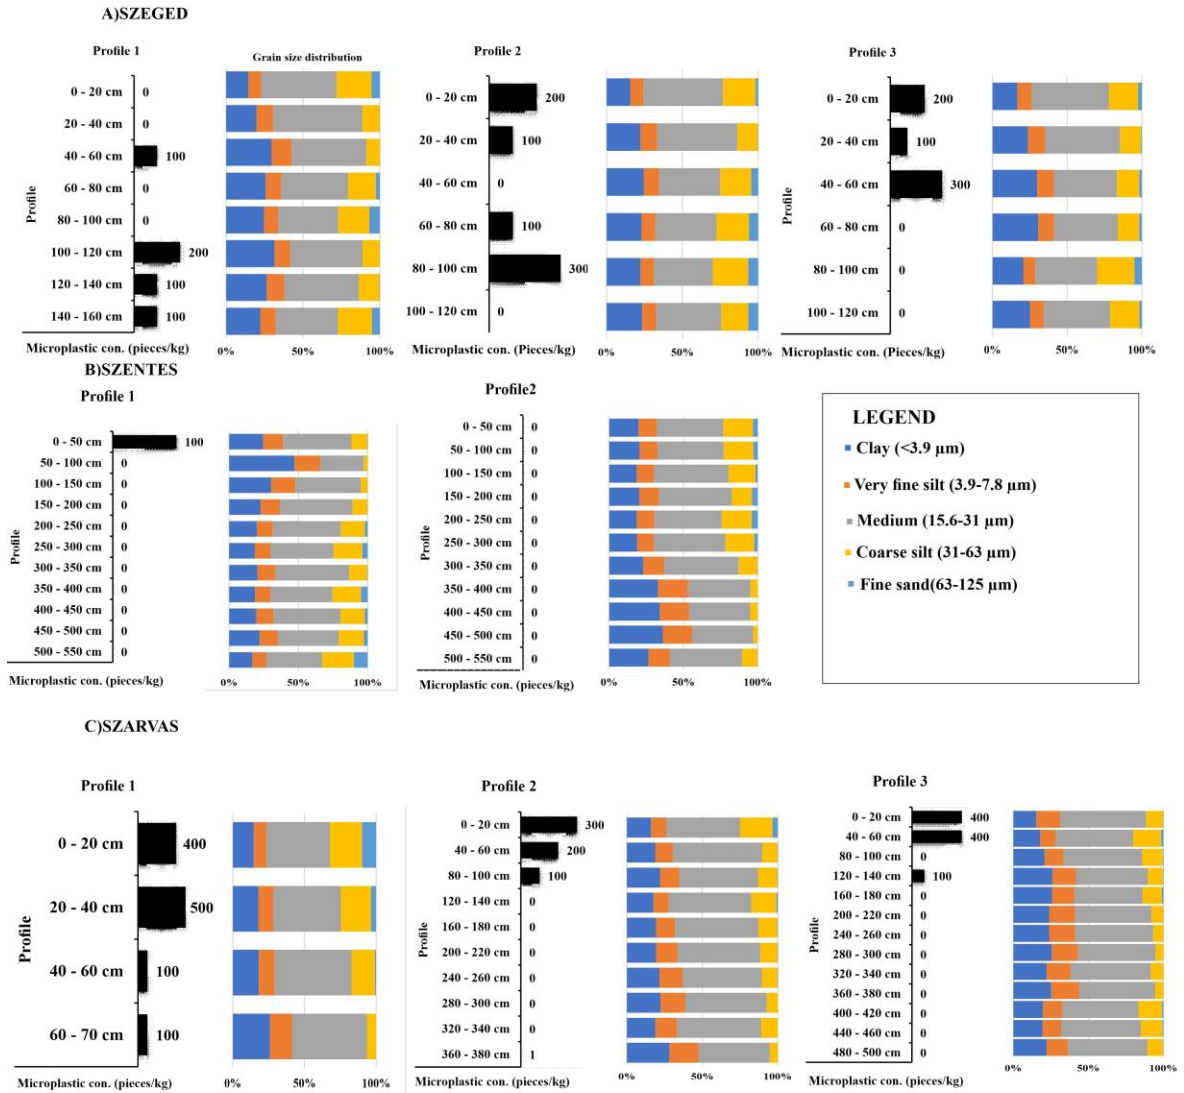 A)SZEGED
Profile 1
Grain size distribution
Profile
0 - 20 cm 0
20 - 40 cm 0
40 - 60 cm 100
60 - 80 cm 0
80 - 100 cm 0
100 - 120 cm 200
120 - 140 cm 100
140 - 160 cm 100
Microplastic con. (pieces/kg)
0% 50% 100%
Profile 2
0 - 20 cm 200
20 - 40 cm 100
40 - 60 cm 0
60 - 80 cm 100
80 - 100 cm 300
100 - 120 cm 0
Microplastic con. (Pieces/kg)
0% 50% 100%
Profile 3
Profile
0 - 20 cm 200
20 - 40 cm 100
40 - 60 cm 300
60 - 80 cm 0
80 - 100 cm 0
100 - 120 cm 0
Microplastic con. (Pieces/kg)
0% 50% 100%
B)SZENTES
Profile 1
Profile
0 - 50 cm 100
50 - 100 cm 0
100 - 150 cm 0
150 - 200 cm 0
200 - 250 cm 0
250 - 300 cm 0
300 - 350 cm 0
350 - 400 cm 0
400 - 450 cm 0
450 - 500 cm 0
500 - 550 cm 0
Microplastic con. (pieces/kg)
0% 50% 100%
Profile2
Profile
0 - 50 cm 0
50 - 100 cm 0
100 - 150 cm 0
150 - 200 cm 0
200 - 250 cm 0
250 - 300 cm 0
300 - 350 cm 0
350 - 400 cm 0
400 - 450 cm 0
450 - 500 cm 0
500 - 550 cm 0
Microplastic con. (pieces/kg)
0% 50% 100%
LEGEND
Clay (<3.9 µm)
Very fine silt (3.9-7.8 µm)
Medium (15.6-31 µm)
Coarse silt (31-63 µm)
Fine sand(63-125 µm)
C)SZARVAS
Profile 1
Profile
0 - 20 cm 400
20 - 40 cm 500
40 - 60 cm 100
60 - 70 cm 100
Microplastic con. (pieces/kg)
0% 50% 100%
Profile 2
Profile
0 - 20 cm 300
40 - 60 cm 200
80 - 100 cm 100
120 - 140 cm 0
160 - 180 cm 0
200 - 220 cm 0
240 - 260 cm 0
280 - 300 cm 0
320 - 340 cm 0
360 - 380 cm 1
Microplastic con. (pieces/kg)
0% 50% 100%
Profile 3
Profile
0 - 20 cm 400
40 - 60 cm 400
80 - 100 cm 0
120 - 140 cm 100
160 - 180 cm 0
200 - 220 cm 0
240 - 260 cm 0
280 - 300 cm 0
320 - 340 cm 0
360 - 380 cm 0
400 - 420 cm 0
440 - 460 cm 0
480 - 500 cm 0
Microplastic con. (pieces/kg)
0% 50% 100%